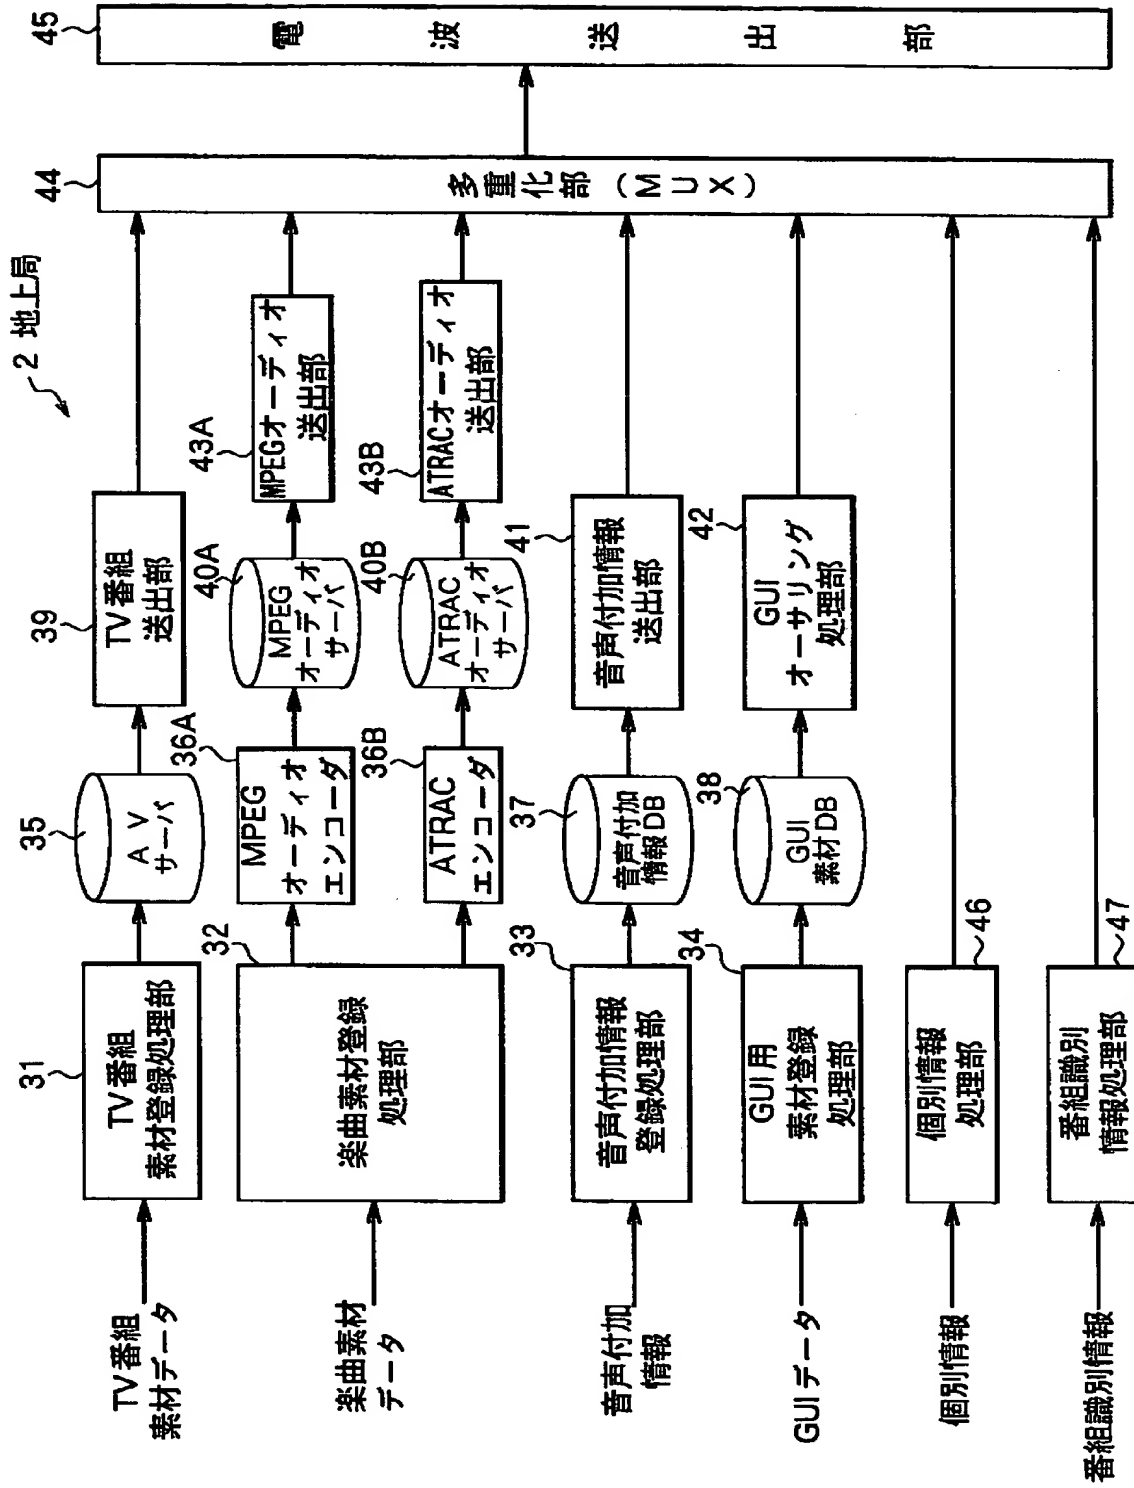 2 地上局
TV番組
素材データ
31
TV番組
素材登録処理部
35
AV
サーバ
39
TV番組
送出部
楽曲素材
データ
32
楽曲素材登録
処理部
36A
MPEG
オーディオ
エンコーダ
40A
MPEG
オーディオ
サーバ
43A
MPEGオーディオ
送出部
36B
ATRAC
エンコーダ
40B
ATRAC
オーディオ
サーバ
43B
ATRACオーディオ
送出部
音声付加
情報
33
音声付加情報
登録処理部
37
音声付加
情報DB
41
音声付加情報
送出部
GUIデータ
34
GUI用
素材登録
処理部
38
GUI
素材DB
42
GUI
オーサリング
処理部
個別情報
個別情報
処理部
46
番組識別情報
番組識別
情報処理部
47
44
多重化部(MUX)
45
電波送出部